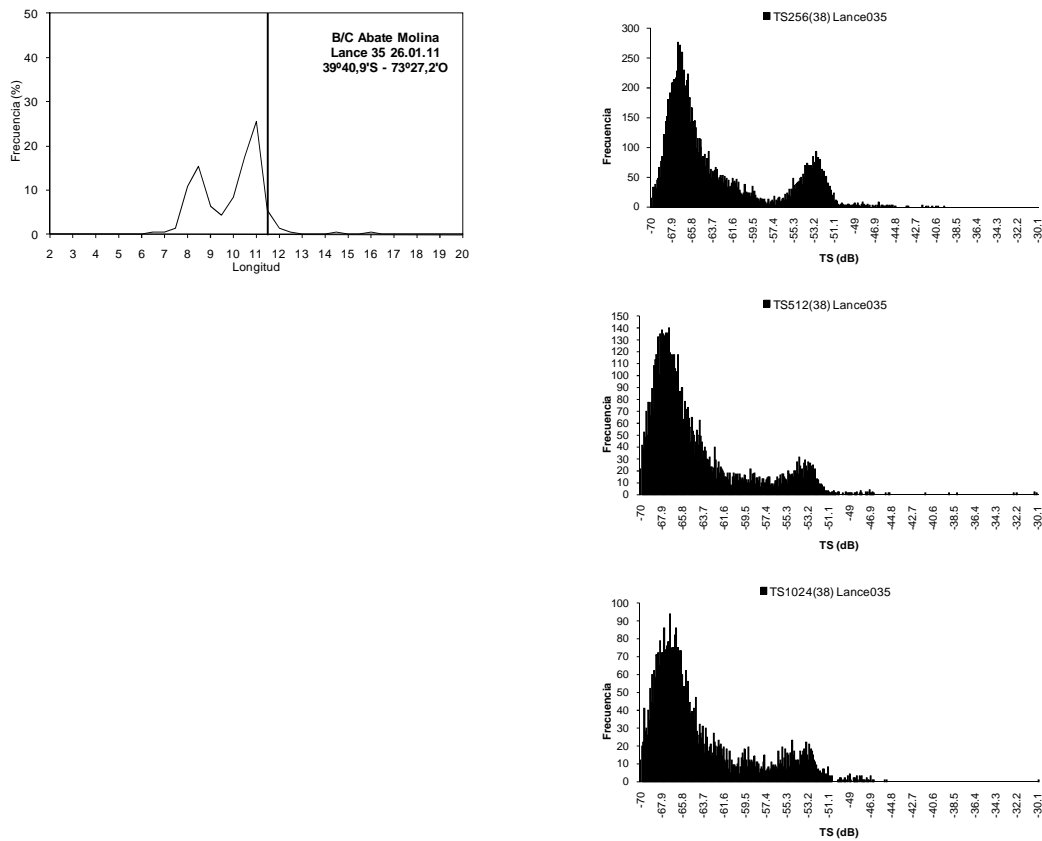 50
40
30
20
10
0
Frecuencia (%)
B/C Abate Molina
Lance 35 26.01.11
39º40,9'S - 73º27,2'O
2 3 4 5 6 7 8 9 10 11 12 13 14 15 16 17 18 19 20
Longitud
TS256(38) Lance035
300
250
200
150
100
50
0
Frecuencia
-70 -67.9 -65.8 -63.7 -61.6 -59.5 -57.4 -55.3 -53.2 -51.1 -49 -46.9 -44.8 -42.7 -40.6 -38.5 -36.4 -34.3 -32.2 -30.1
TS (dB)
TS512(38) Lance035
150
140
130
120
110
100
90
80
70
60
50
40
30
20
10
0
Frecuencia
-70 -67.9 -65.8 -63.7 -61.6 -59.5 -57.4 -55.3 -53.2 -51.1 -49 -46.9 -44.8 -42.7 -40.6 -38.5 -36.4 -34.3 -32.2 -30.1
TS (dB)
TS1024(38) Lance035
100
90
80
70
60
50
40
30
20
10
0
Frecuencia
-70 -67.9 -65.8 -63.7 -61.6 -59.5 -57.4 -55.3 -53.2 -51.1 -49 -46.9 -44.8 -42.7 -40.6 -38.5 -36.4 -34.3 -32.2 -30.1
TS (dB)